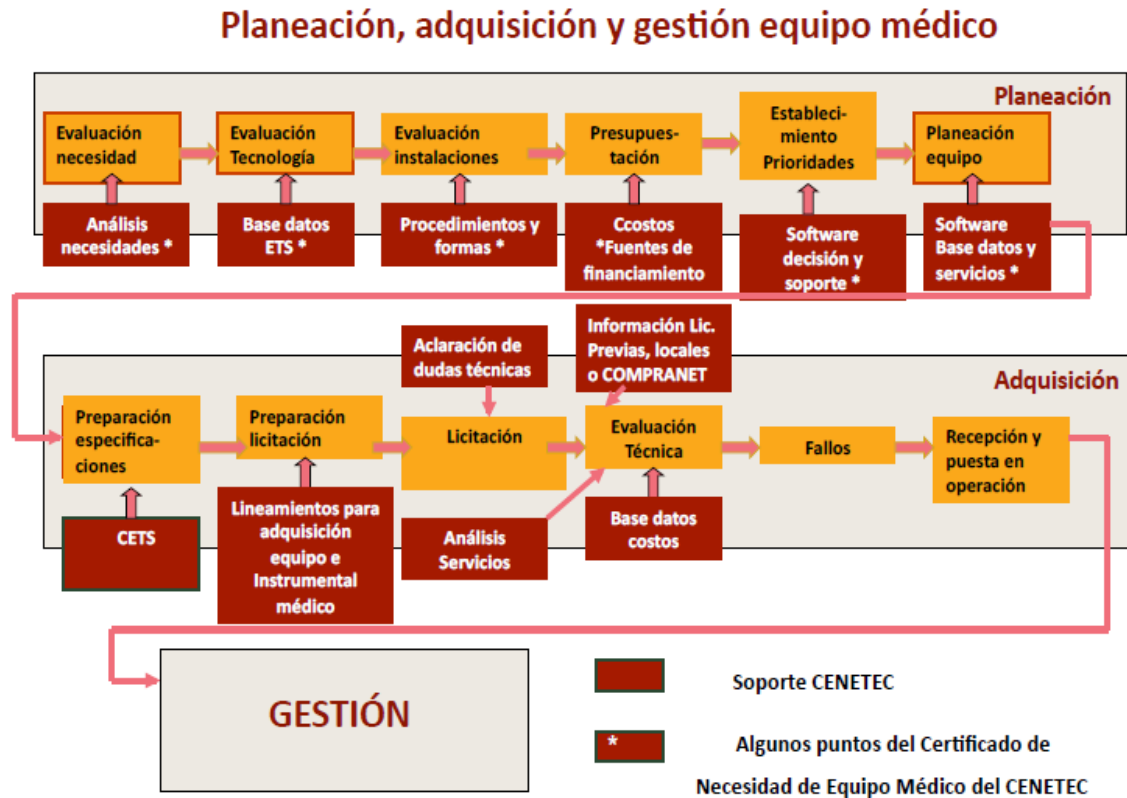 Planeación, adquisición y gestión equipo médico
Planeación
Evaluación
necesidad
Evaluación
Tecnología
Evaluación
instalaciones
Presupues-
tación
Estableci-
miento
Prioridades
Planeación
equipo
Análisis
necesidades *
Base datos
ETS *
Procedimientos y
formas *
Ccostos
*Fuentes de
financiamiento
Software
decisión y
soporte *
Software
Base datos y
servicios *
Aclaración de
dudas técnicas
Información Lic.
Previas, locales
o COMPRANET
Adquisición
Preparación
especifica-
ciones
Preparación
licitación
Licitación
Evaluación
Técnica
Fallos
Recepción y
puesta en
operación
CETS
Lineamientos para
adquisición
equipo e
Instrumental
médico
Análisis
Servicios
Base datos
costos
GESTIÓN
Soporte CENETEC
*
Algunos puntos del Certificado de
Necesidad de Equipo Médico del CENETEC